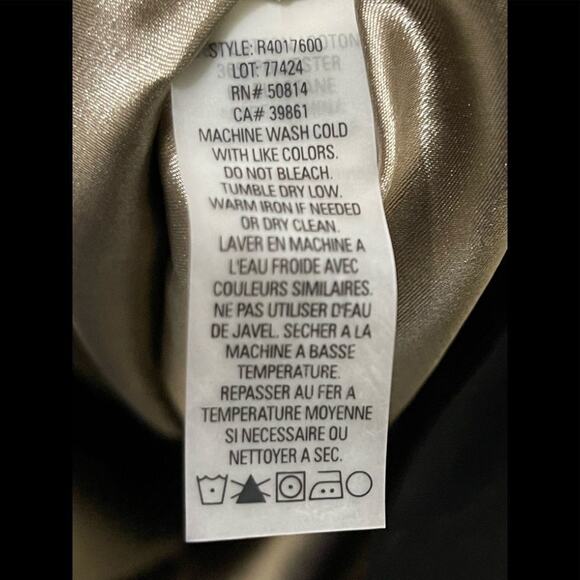 STYLE: R4017600
LOT: 77424
RN# 50814
CA# 39861
MACHINE WASH COLD
WITH LIKE COLORS.
DO NOT BLEACH.
TUMBLE DRY LOW.
WARM IRON IF NEEDED
OR DRY CLEAN.
LAVER EN MACHINE A
L'EAU FROIDE AVEC
COULEURS SIMILAIRES.
NE PAS UTILISER D'EAU
DE JAVEL. SECHER A LA
MACHINE A BASSE
TEMPERATURE.
REPASSER AU FER A
TEMPERATURE MOYENNE
SI NECESSAIRE OU
NETTOYER A SEC.